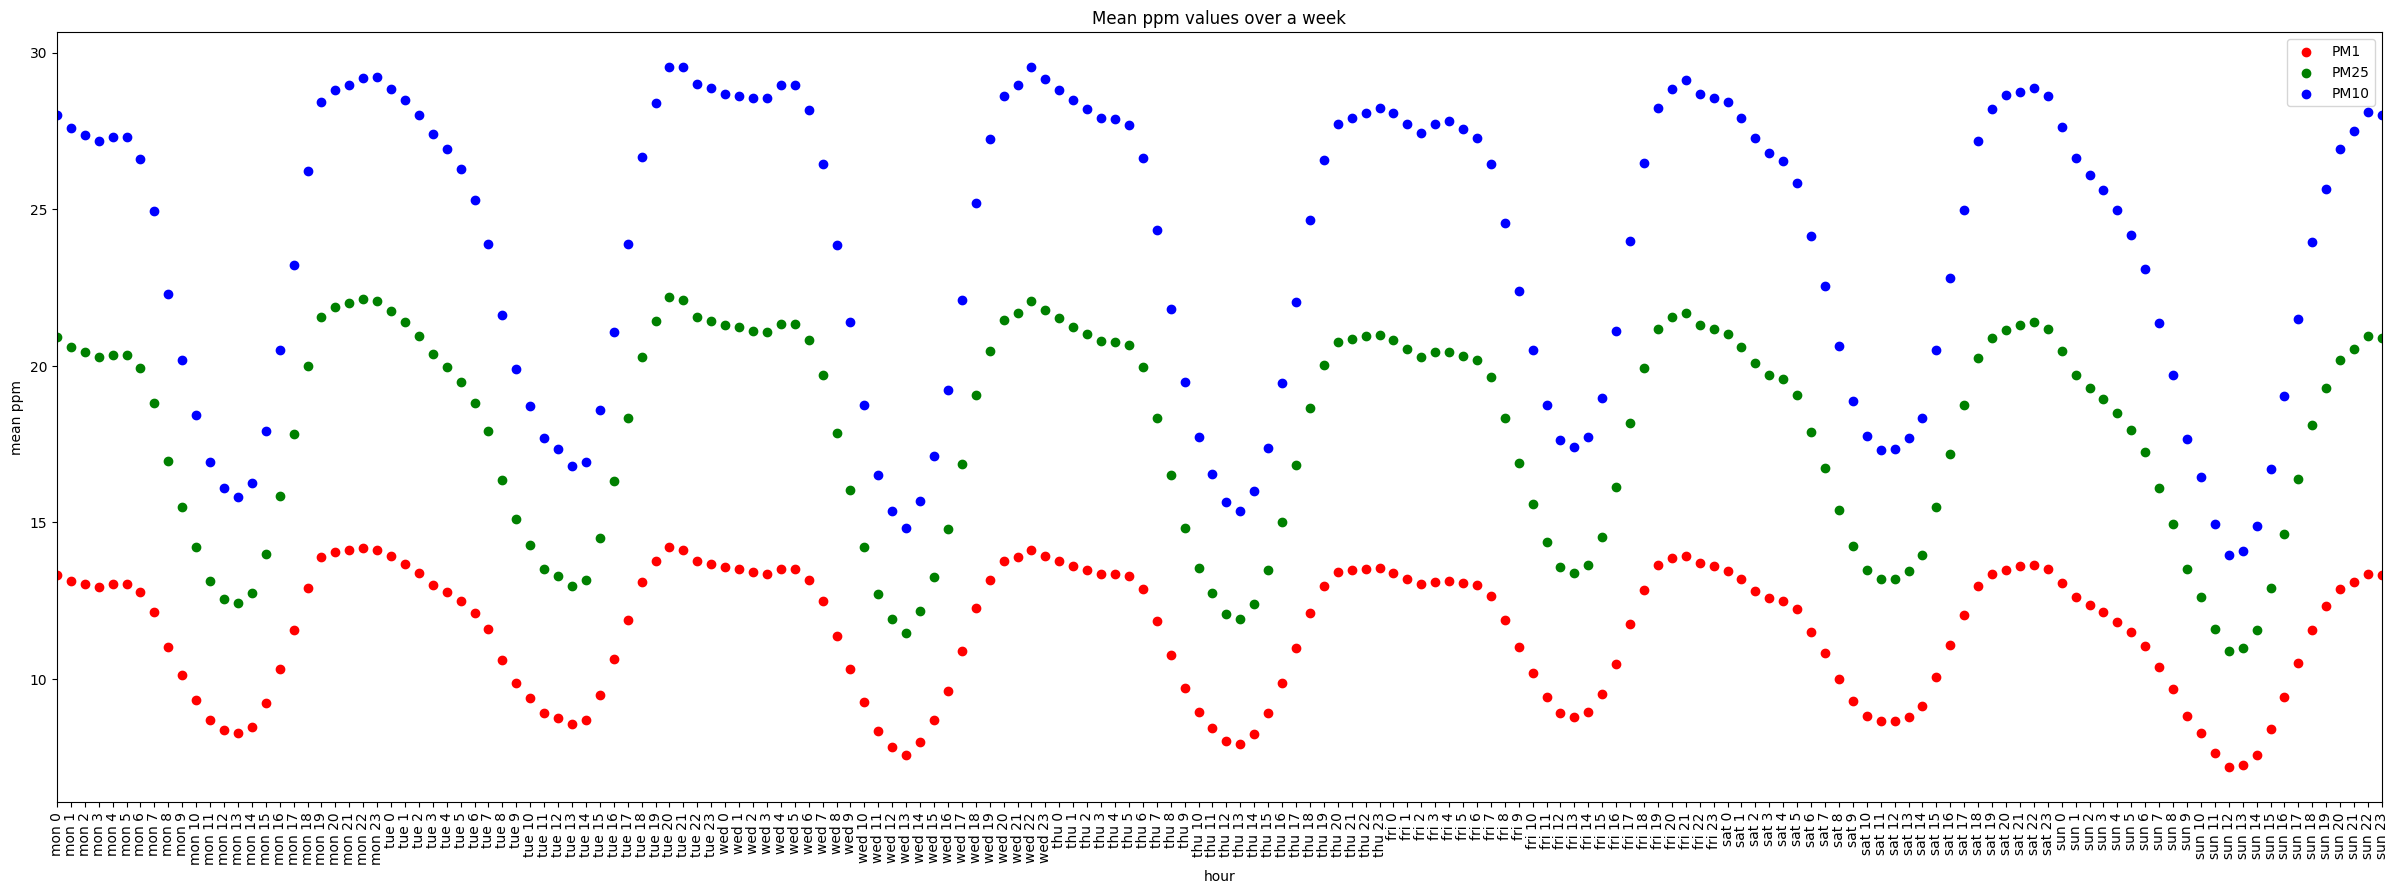 Mean ppm values over a week
PM1
PM25
PM10
mean ppm
30
25
20
15
10
mon 0
mon 1
mon 2
mon 3
mon 4
mon 5
mon 6
mon 7
mon 8
mon 9
mon 10
mon 11
mon 12
mon 13
mon 14
mon 15
mon 16
mon 17
mon 18
mon 19
mon 20
mon 21
mon 22
mon 23
tue 0
tue 1
tue 2
tue 3
tue 4
tue 5
tue 6
tue 7
tue 8
tue 9
tue 10
tue 11
tue 12
tue 13
tue 14
tue 15
tue 16
tue 17
tue 18
tue 19
tue 20
tue 21
tue 22
tue 23
wed 0
wed 1
wed 2
wed 3
wed 4
wed 5
wed 6
wed 7
wed 8
wed 9
wed 10
wed 11
wed 12
wed 13
wed 14
wed 15
wed 16
wed 17
wed 18
wed 19
wed 20
wed 21
wed 22
wed 23
thu 0
thu 1
thu 2
thu 3
thu 4
thu 5
thu 6
thu 7
thu 8
thu 9
thu 10
thu 11
thu 12
thu 13
thu 14
thu 15
thu 16
thu 17
thu 18
thu 19
thu 20
thu 21
thu 22
thu 23
fri 0
fri 1
fri 2
fri 3
fri 4
fri 5
fri 6
fri 7
fri 8
fri 9
fri 10
fri 11
fri 12
fri 13
fri 14
fri 15
fri 16
fri 17
fri 18
fri 19
fri 20
fri 21
fri 22
fri 23
sat 0
sat 1
sat 2
sat 3
sat 4
sat 5
sat 6
sat 7
sat 8
sat 9
sat 10
sat 11
sat 12
sat 13
sat 14
sat 15
sat 16
sat 17
sat 18
sat 19
sat 20
sat 21
sat 22
sat 23
sun 0
sun 1
sun 2
sun 3
sun 4
sun 5
sun 6
sun 7
sun 8
sun 9
sun 10
sun 11
sun 12
sun 13
sun 14
sun 15
sun 16
sun 17
sun 18
sun 19
sun 20
sun 21
sun 22
sun 23
hour